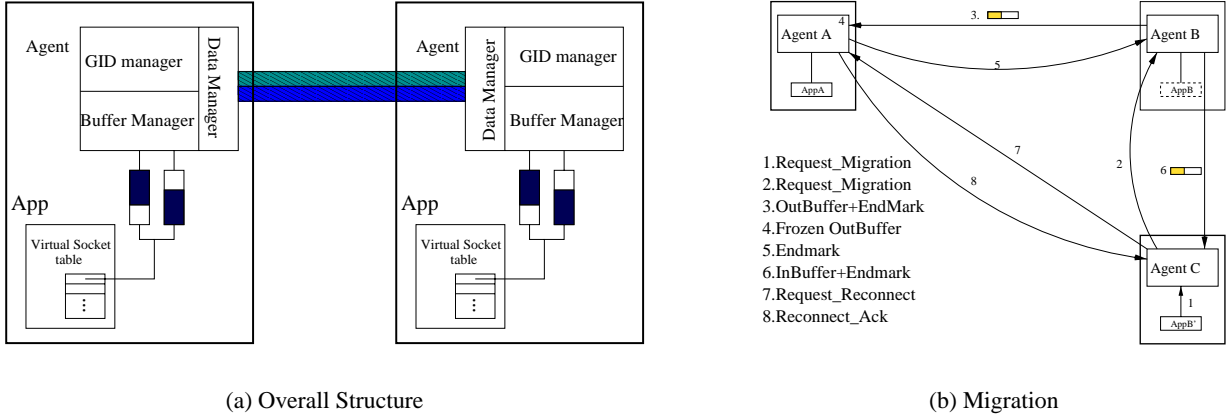 Agent
GID manager
Buffer Manager
Data Manager
App
Virtual Socket
table
Agent
Data Manager
GID manager
Buffer Manager
App
Virtual Socket
table
(a) Overall Structure
4
Agent A
AppA
3.
5
Agent B
AppB
7
8
2
6
1.Request_Migration
2.Request_Migration
3.OutBuffer+EndMark
4.Frozen OutBuffer
5.Endmark
6.InBuffer+Endmark
7.Request_Reconnect
8.Reconnect_Ack
Agent C
1
AppB'
(b) Migration